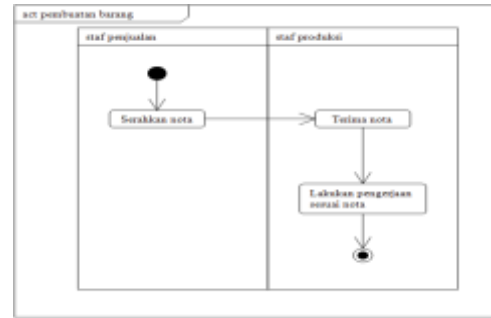 act pembuatan barang
staf penjualan
staf produksi
Serahkan nota
Terima nota
Lakukan pengerjaan
sesuai nota